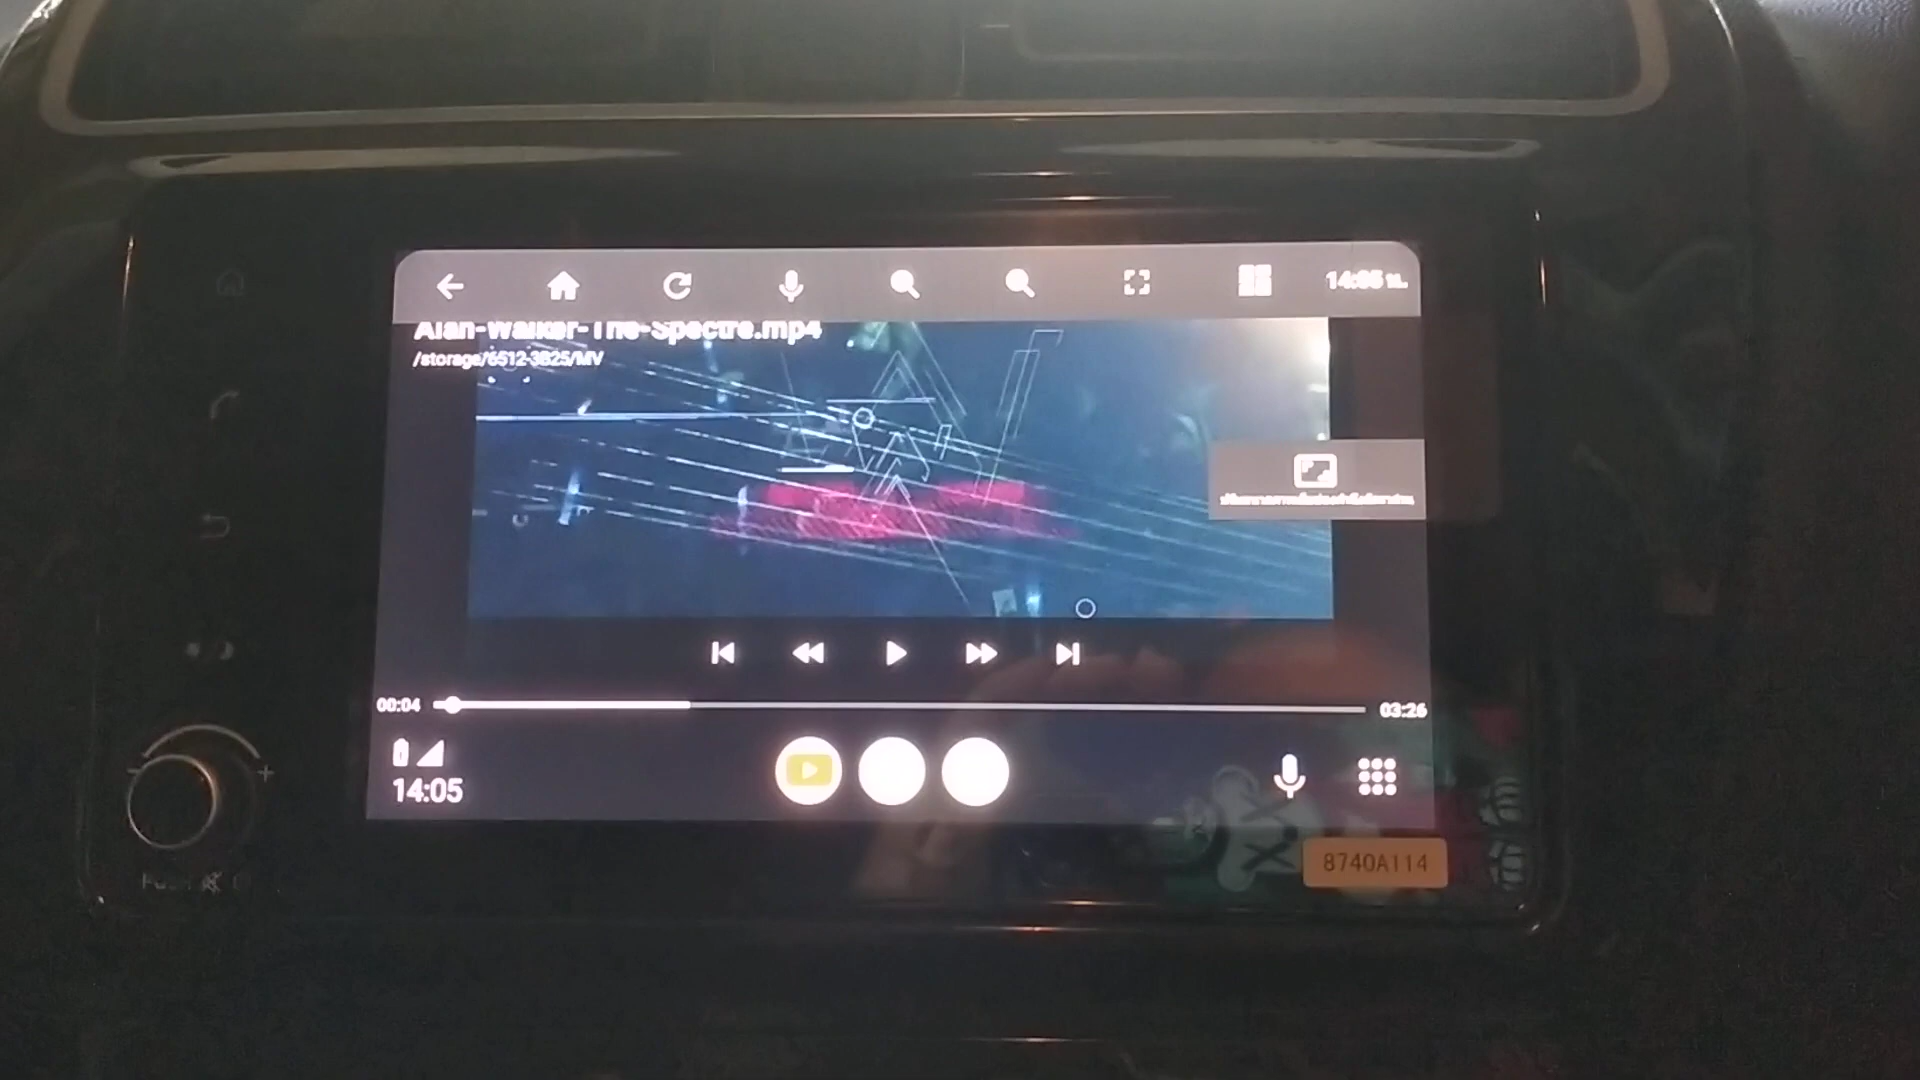 14:05 น.
Alan-Walker-The-Spectre.mp4
/storage/6512-3B25/MV
00:04
03:26
14:05
8740A114